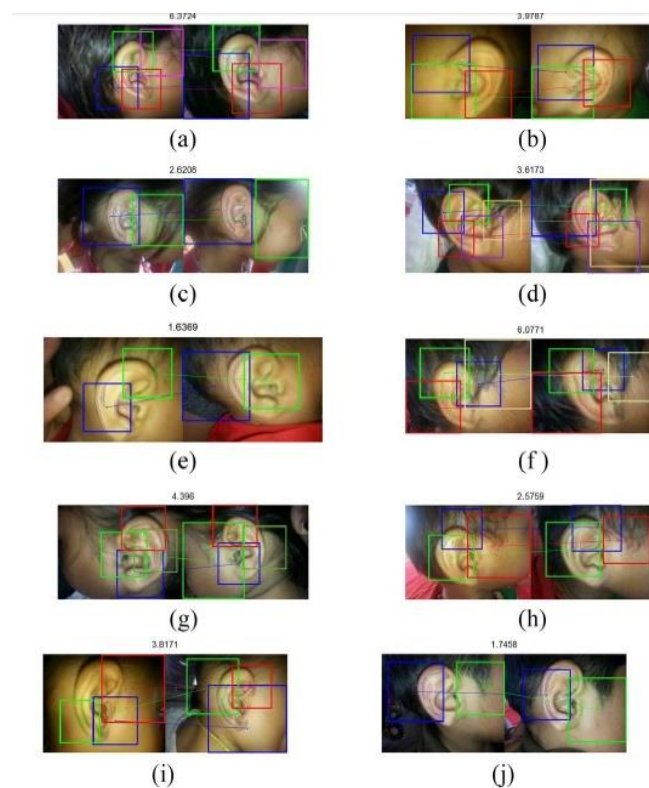 6.3724 3.9787
(a) (b)
2.6208 3.6173
(c) (d)
1.6369 6.0771
(e) (f )
4.396 2.5759
(g) (h)
3.8171 1.7458
(i) (j)